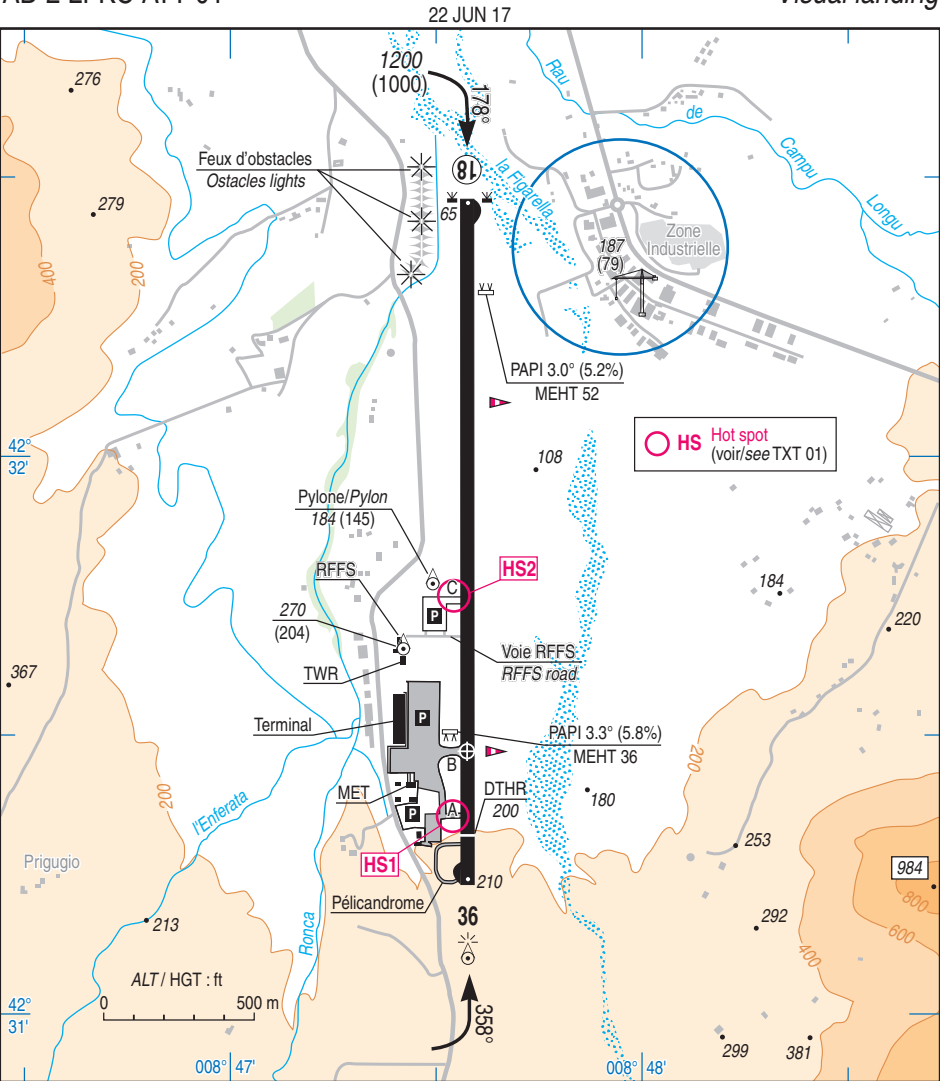 22 JUN 17
1200
(1000)
178°
276
Rau
de
Campu
Longu
Feux d'obstacles
Ostacles lights
18
la Figarella
279
65
400
200
187
(79)
Zone
Industrielle
PAPI 3.0° (5.2%)
MEHT 52
HS Hot spot
(voir/see TXT 01)
42°
32'
108
Pylone/Pylon
184 (145)
RFFS
C
HS2
P
184
270
(204)
220
Voie RFFS
RFFS road
TWR
367
P
Terminal
PAPI 3.3° (5.8%)
MEHT 36
200
B
MET
DTHR
200
180
200
l'Enferata
P
A
253
HS1
Prigugio
984
210
Pélicandrome
800
36
213
292
600
Ronca
400
ALT / HGT : ft
0 500 m
42°
31'
358°
299
381
008° 47'
008° 48'